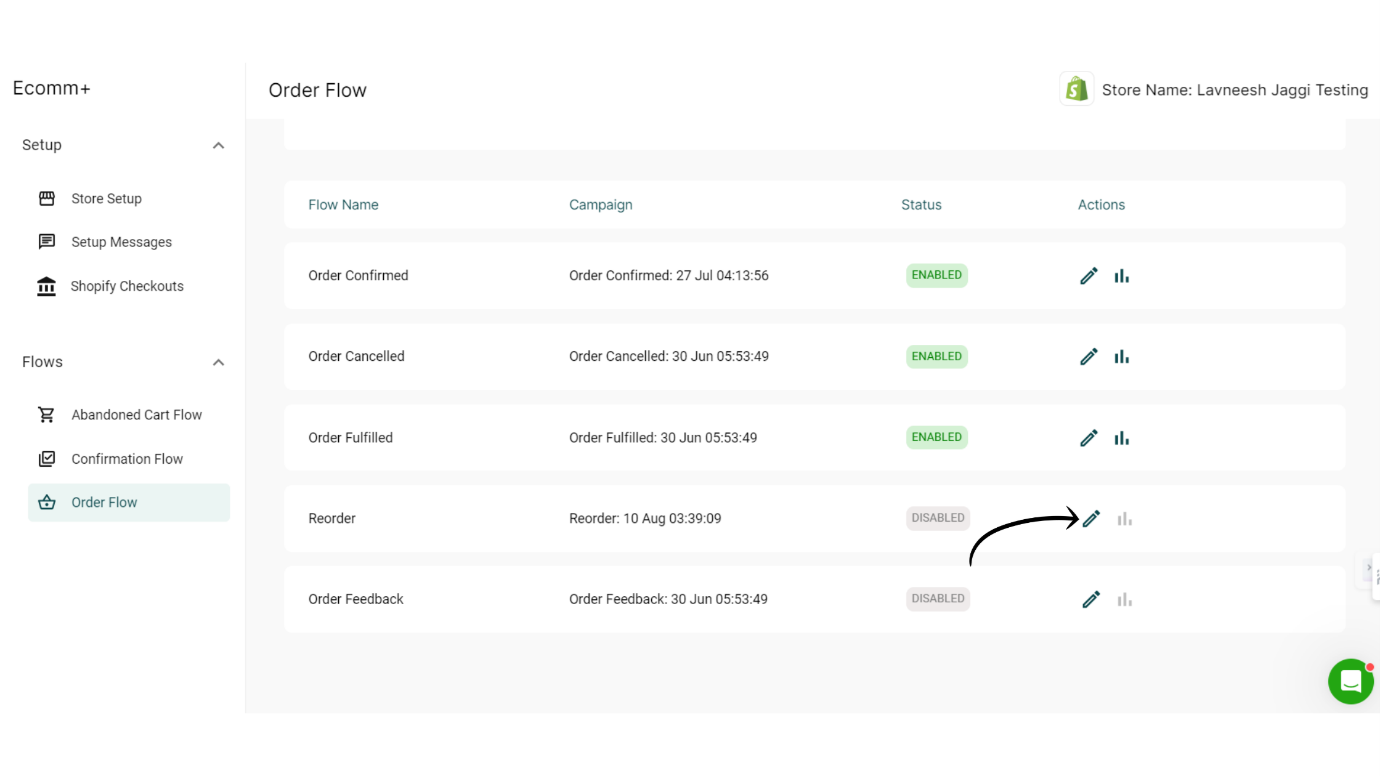 Ecomm+
Order Flow
Store Name: Lavneesh Jaggi Testing
Setup
Store Setup
Setup Messages
Shopify Checkouts
Flows
Abandoned Cart Flow
Confirmation Flow
Order Flow
Flow Name Campaign Status Actions
Order Confirmed Order Confirmed: 27 Jul 04:13:56 ENABLED
Order Cancelled Order Cancelled: 30 Jun 05:53:49 ENABLED
Order Fulfilled Order Fulfilled: 30 Jun 05:53:49 ENABLED
Reorder Reorder: 10 Aug 03:39:09 DISABLED
Order Feedback Order Feedback: 30 Jun 05:53:49 DISABLED